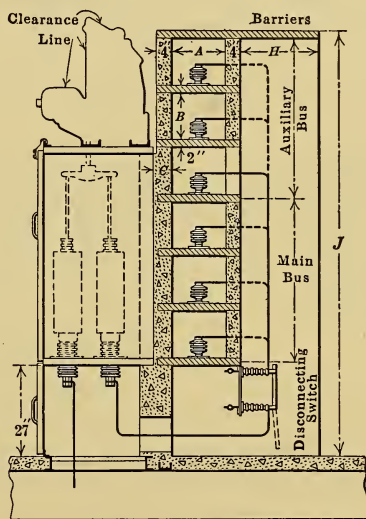 Clearance
Line
Barriers
4
A
4
H
B
2"
C
Auxiliary
Bus
Main
Bus
J
Disconnecting
Switch
27"